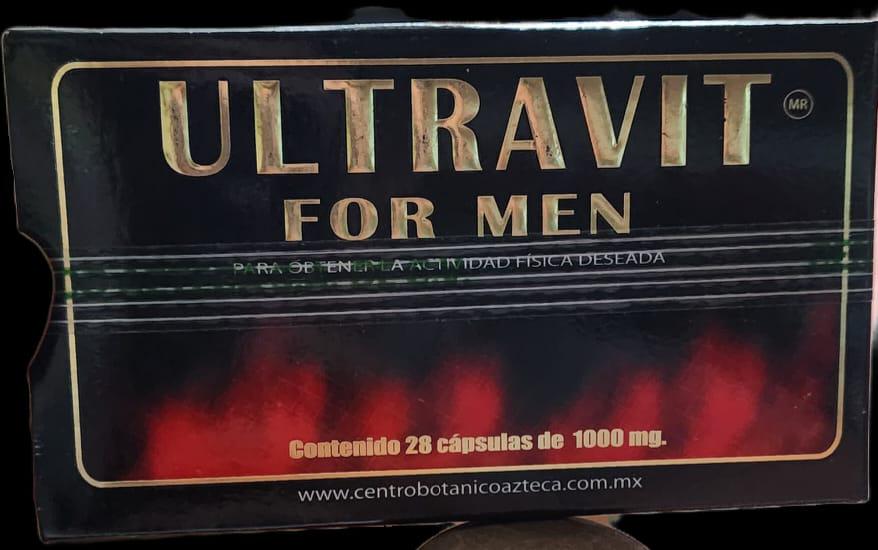 ULTRAVIT
MR
FOR MEN
PARA OBTENER LA ACTIVIDAD FÍSICA DESEADA
Contenido 28 cápsulas de 1000 mg.
www.centrobotanicoazteca.com.mx